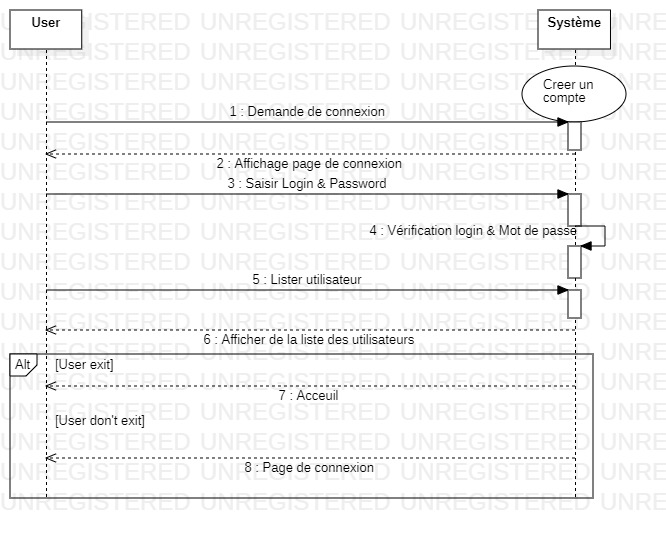 User
Système
Creer un
compte
1 : Demande de connexion
2 : Affichage page de connexion
3 : Saisir Login & Password
4 : Vérification login & Mot de passe
5 : Lister utilisateur
6 : Afficher de la liste des utilisateurs
Alt
[User exit]
7 : Acceuil
[User don't exit]
8 : Page de connexion
UNREGISTERED UNREGISTERED UNREGISTERED UNRE